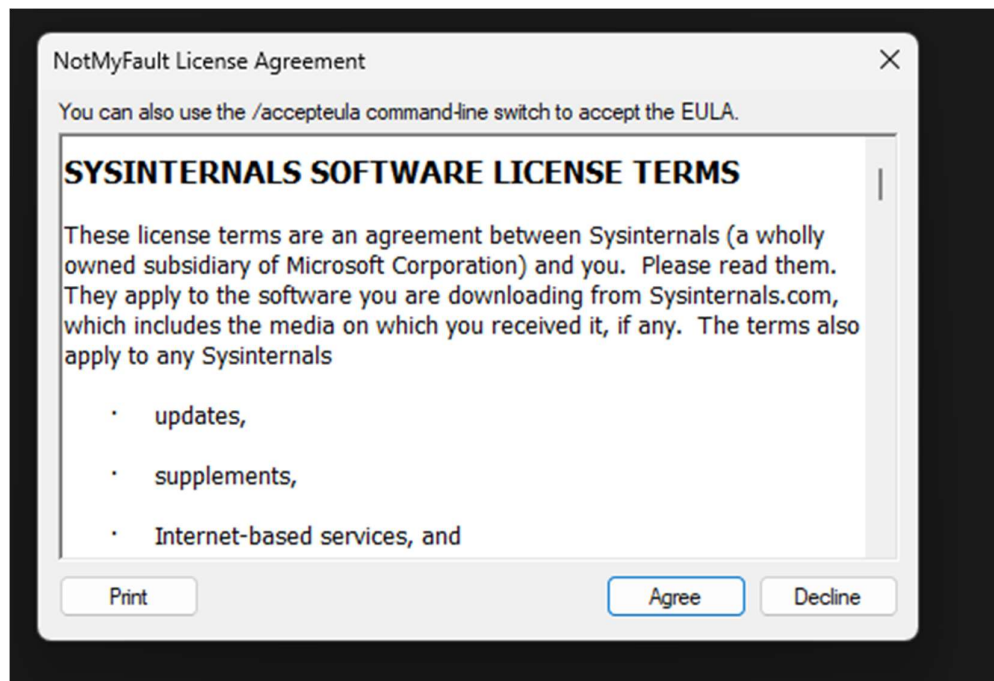 NotMyFault License Agreement
You can also use the /accepteula command-line switch to accept the EULA.
SYSINTERNALS SOFTWARE LICENSE TERMS
These license terms are an agreement between Sysinternals (a wholly
owned subsidiary of Microsoft Corporation) and you.  Please read them.
They apply to the software you are downloading from Sysinternals.com,
which includes the media on which you received it, if any.  The terms also
apply to any Sysinternals
· updates,
· supplements,
· Internet-based services, and
Print Agree Decline